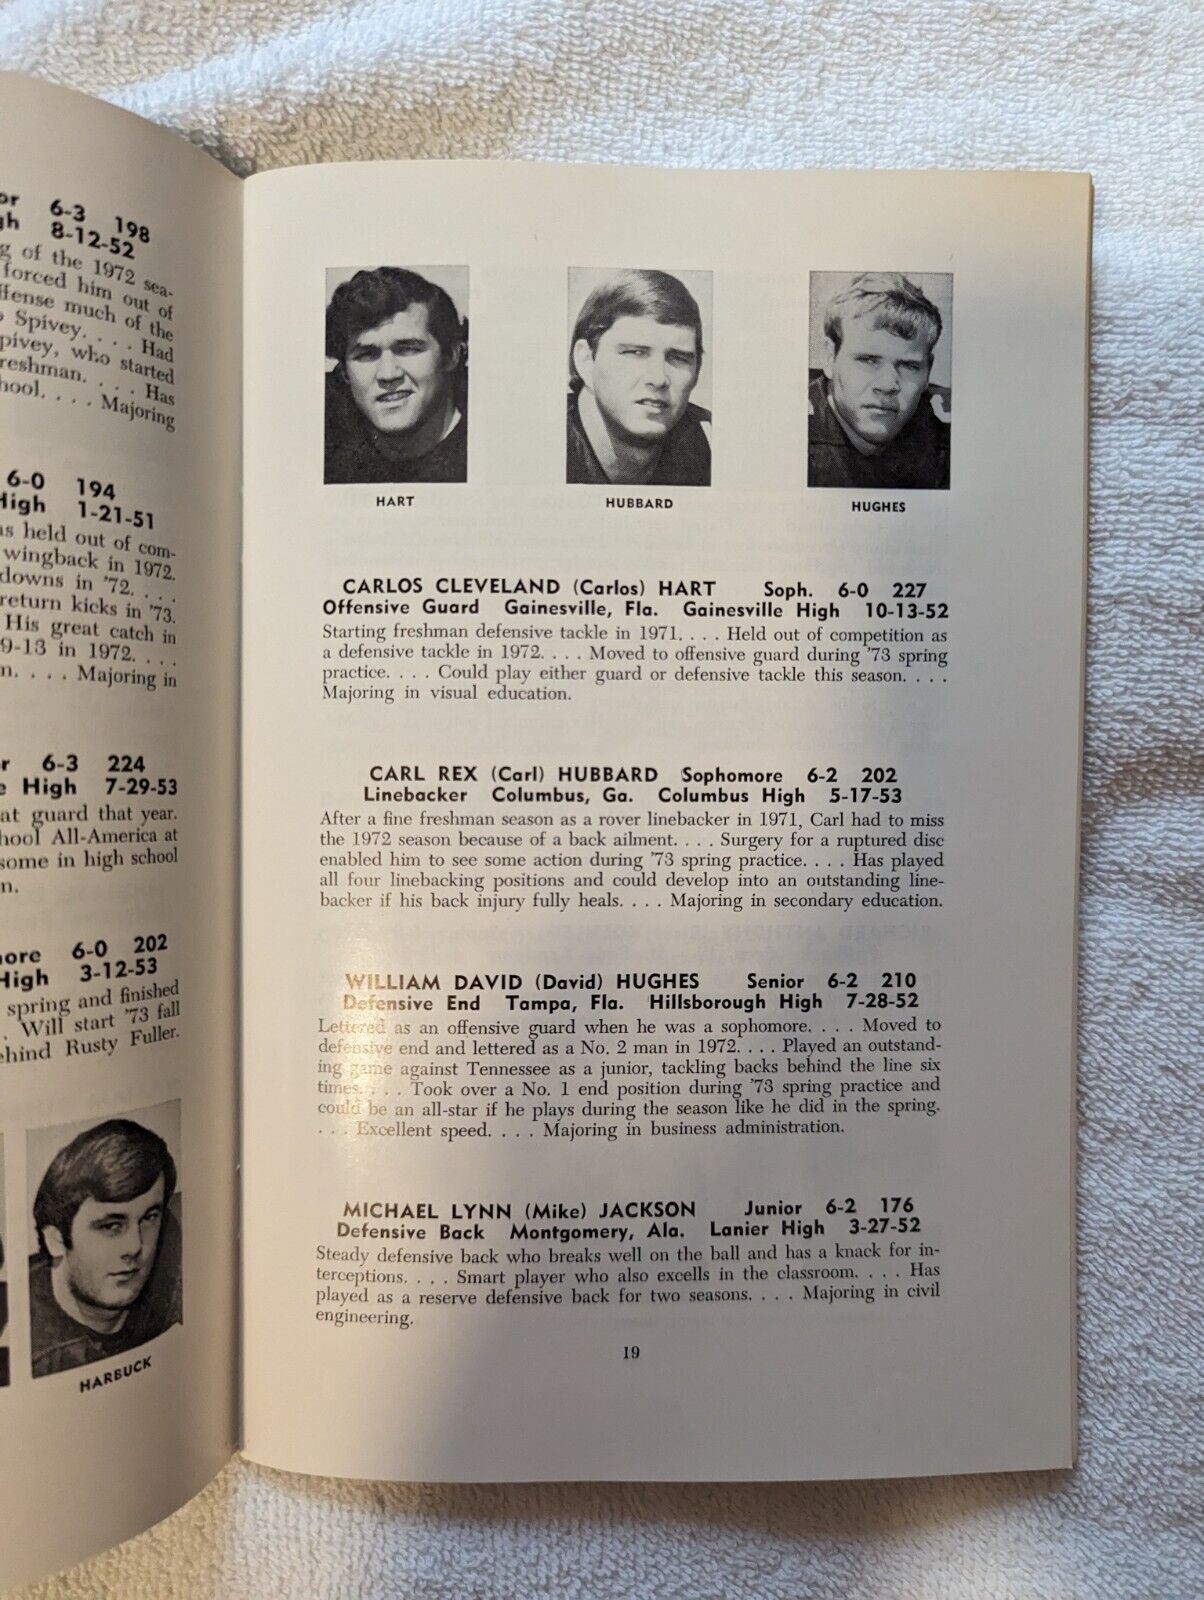 6-3 198
8-12-52
g of the 1972 sea-
forced him out of
ffense much of the
Spivey. . . . Had
pivey, who started
reshman. . . . Has
hool. . . . Majoring
6-0 194
High 1-21-51
as held out of com-
wingback in 1972.
downs in '72. . . .
return kicks in '73.
His great catch in
9-13 in 1972. . . .
n. . . . Majoring in
r 6-3 224
e High 7-29-53
at guard that year.
hool All-America at
some in high school
n.
ore 6-0 202
High 3-12-53
spring and finished
. Will start '73 fall
ehind Rusty Fuller.
HARBUCK
HART HUBBARD HUGHES
CARLOS CLEVELAND (Carlos) HART Soph. 6-0 227
Offensive Guard Gainesville, Fla. Gainesville High 10-13-52
Starting freshman defensive tackle in 1971. . . . Held out of competition as
a defensive tackle in 1972. . . . Moved to offensive guard during '73 spring
practice. . . . Could play either guard or defensive tackle this season. . . .
Majoring in visual education.
CARL REX (Carl) HUBBARD Sophomore 6-2 202
Linebacker Columbus, Ga. Columbus High 5-17-53
After a fine freshman season as a rover linebacker in 1971, Carl had to miss
the 1972 season because of a back ailment. . . . Surgery for a ruptured disc
enabled him to see some action during '73 spring practice. . . . Has played
all four linebacking positions and could develop into an outstanding line-
backer if his back injury fully heals. . . . Majoring in secondary education.
WILLIAM DAVID (David) HUGHES Senior 6-2 210
Defensive End Tampa, Fla. Hillsborough High 7-28-52
Lettered as an offensive guard when he was a sophomore. . . . Moved to
defensive end and lettered as a No. 2 man in 1972. . . . Played an outstand-
ing game against Tennessee as a junior, tackling backs behind the line six
times. . . . Took over a No. 1 end position during '73 spring practice and
could be an all-star if he plays during the season like he did in the spring.
. . . Excellent speed. . . . Majoring in business administration.
MICHAEL LYNN (Mike) JACKSON Junior 6-2 176
Defensive Back Montgomery, Ala. Lanier High 3-27-52
Steady defensive back who breaks well on the ball and has a knack for in-
terceptions. . . . Smart player who also excells in the classroom. . . . Has
played as a reserve defensive back for two seasons. . . . Majoring in civil
engineering.
19